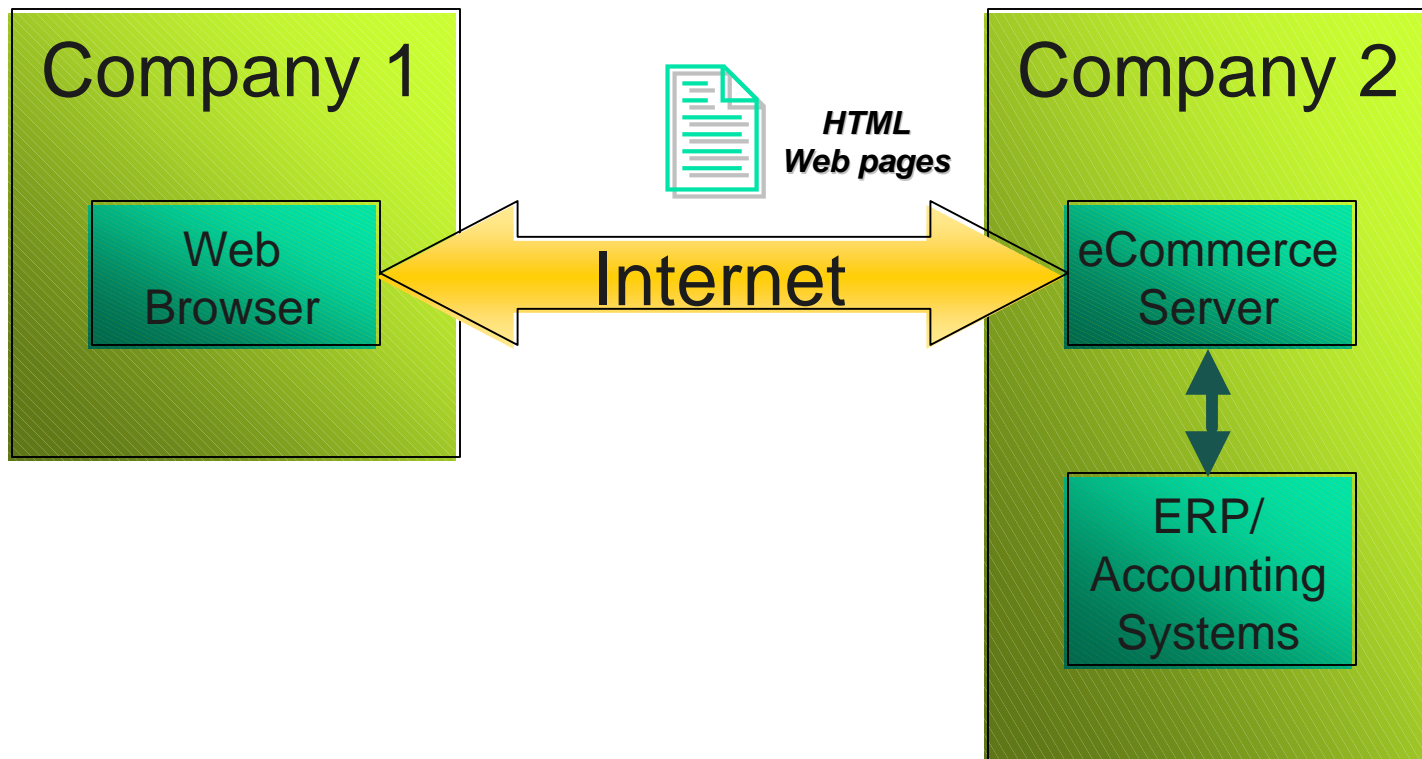 Company 1
Company 2
HTML
Web pages
Web
Browser
Internet
eCommerce
Server
ERP/
Accounting
Systems